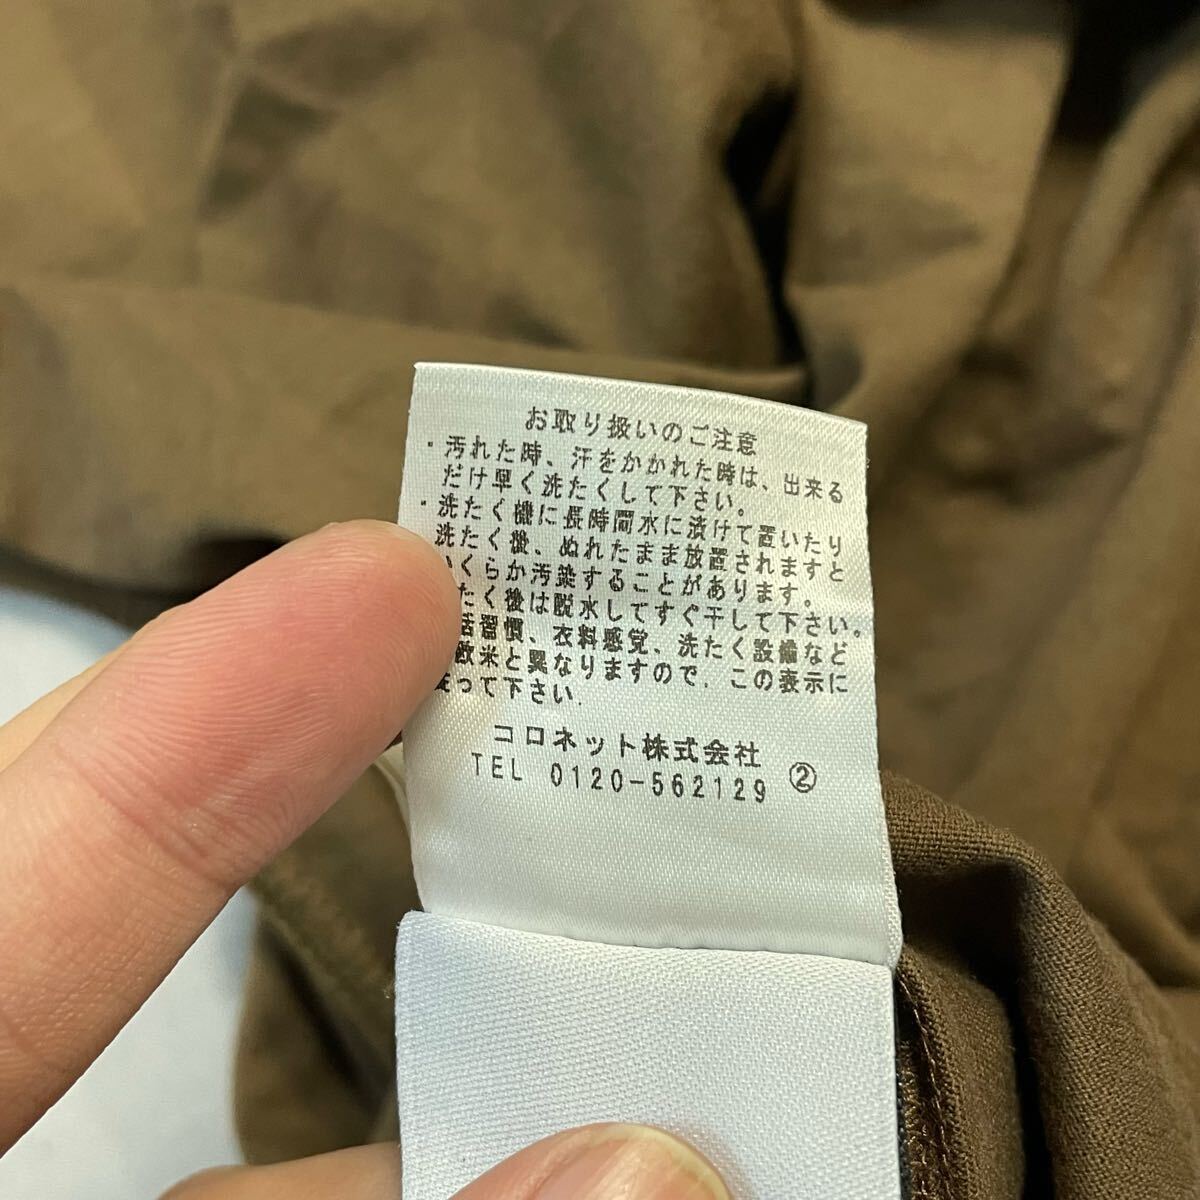 お取り扱いのご注意
・汚れた時、汗をかかれた時は、出来る
だけ早く洗たくして下さい。
・洗たく機に長時間水に漬けて置いたり
洗たく後、ぬれたまま放置されますと
くらか汚染することがあります。
たく後は脱水してすぐ干して下さい。
活習慣、衣料感覚、洗たく設備など
欧米と異なりますので、この表示に
従って下さい.
コロネット株式会社
TEL 0120-562129 ②